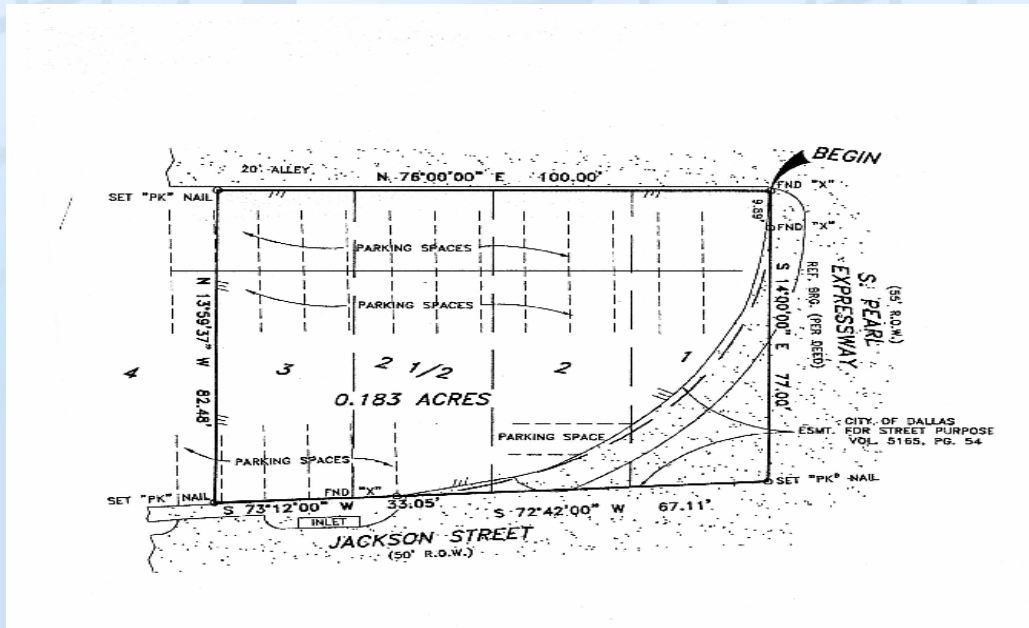 BEGIN
20' ALLEY
N 76°00'00" E 100.00'
SET "PK" NAIL
FND "X"
9.89'
FND "X"
PARKING SPACES
PARKING SPACES
S 14°00'00" E 77.00'
REF. BRG. (PER DEED)
S. PEARL
EXPRESSWAY
(55' R.O.W.)
N 13°59'37" W 82.48'
4
3
2 1/2
2
1
0.183 ACRES
CITY OF DALLAS
ESMT. FOR STREET PURPOSE
VOL. 5165, PG. 54
PARKING SPACE
PARKING SPACES
SET "PK" NAIL
FND "X"
SET "PK" NAIL
S 73°12'00" W 33.05'
S 72°42'00" W 67.11'
INLET
JACKSON STREET
(50' R.O.W.)